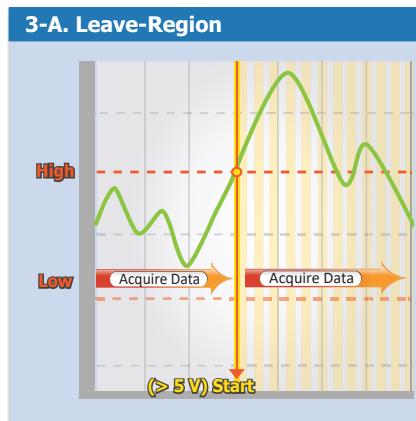 3-A. Leave-Region
High
Low
Acquire Data
Acquire Data
(> 5 V) Start